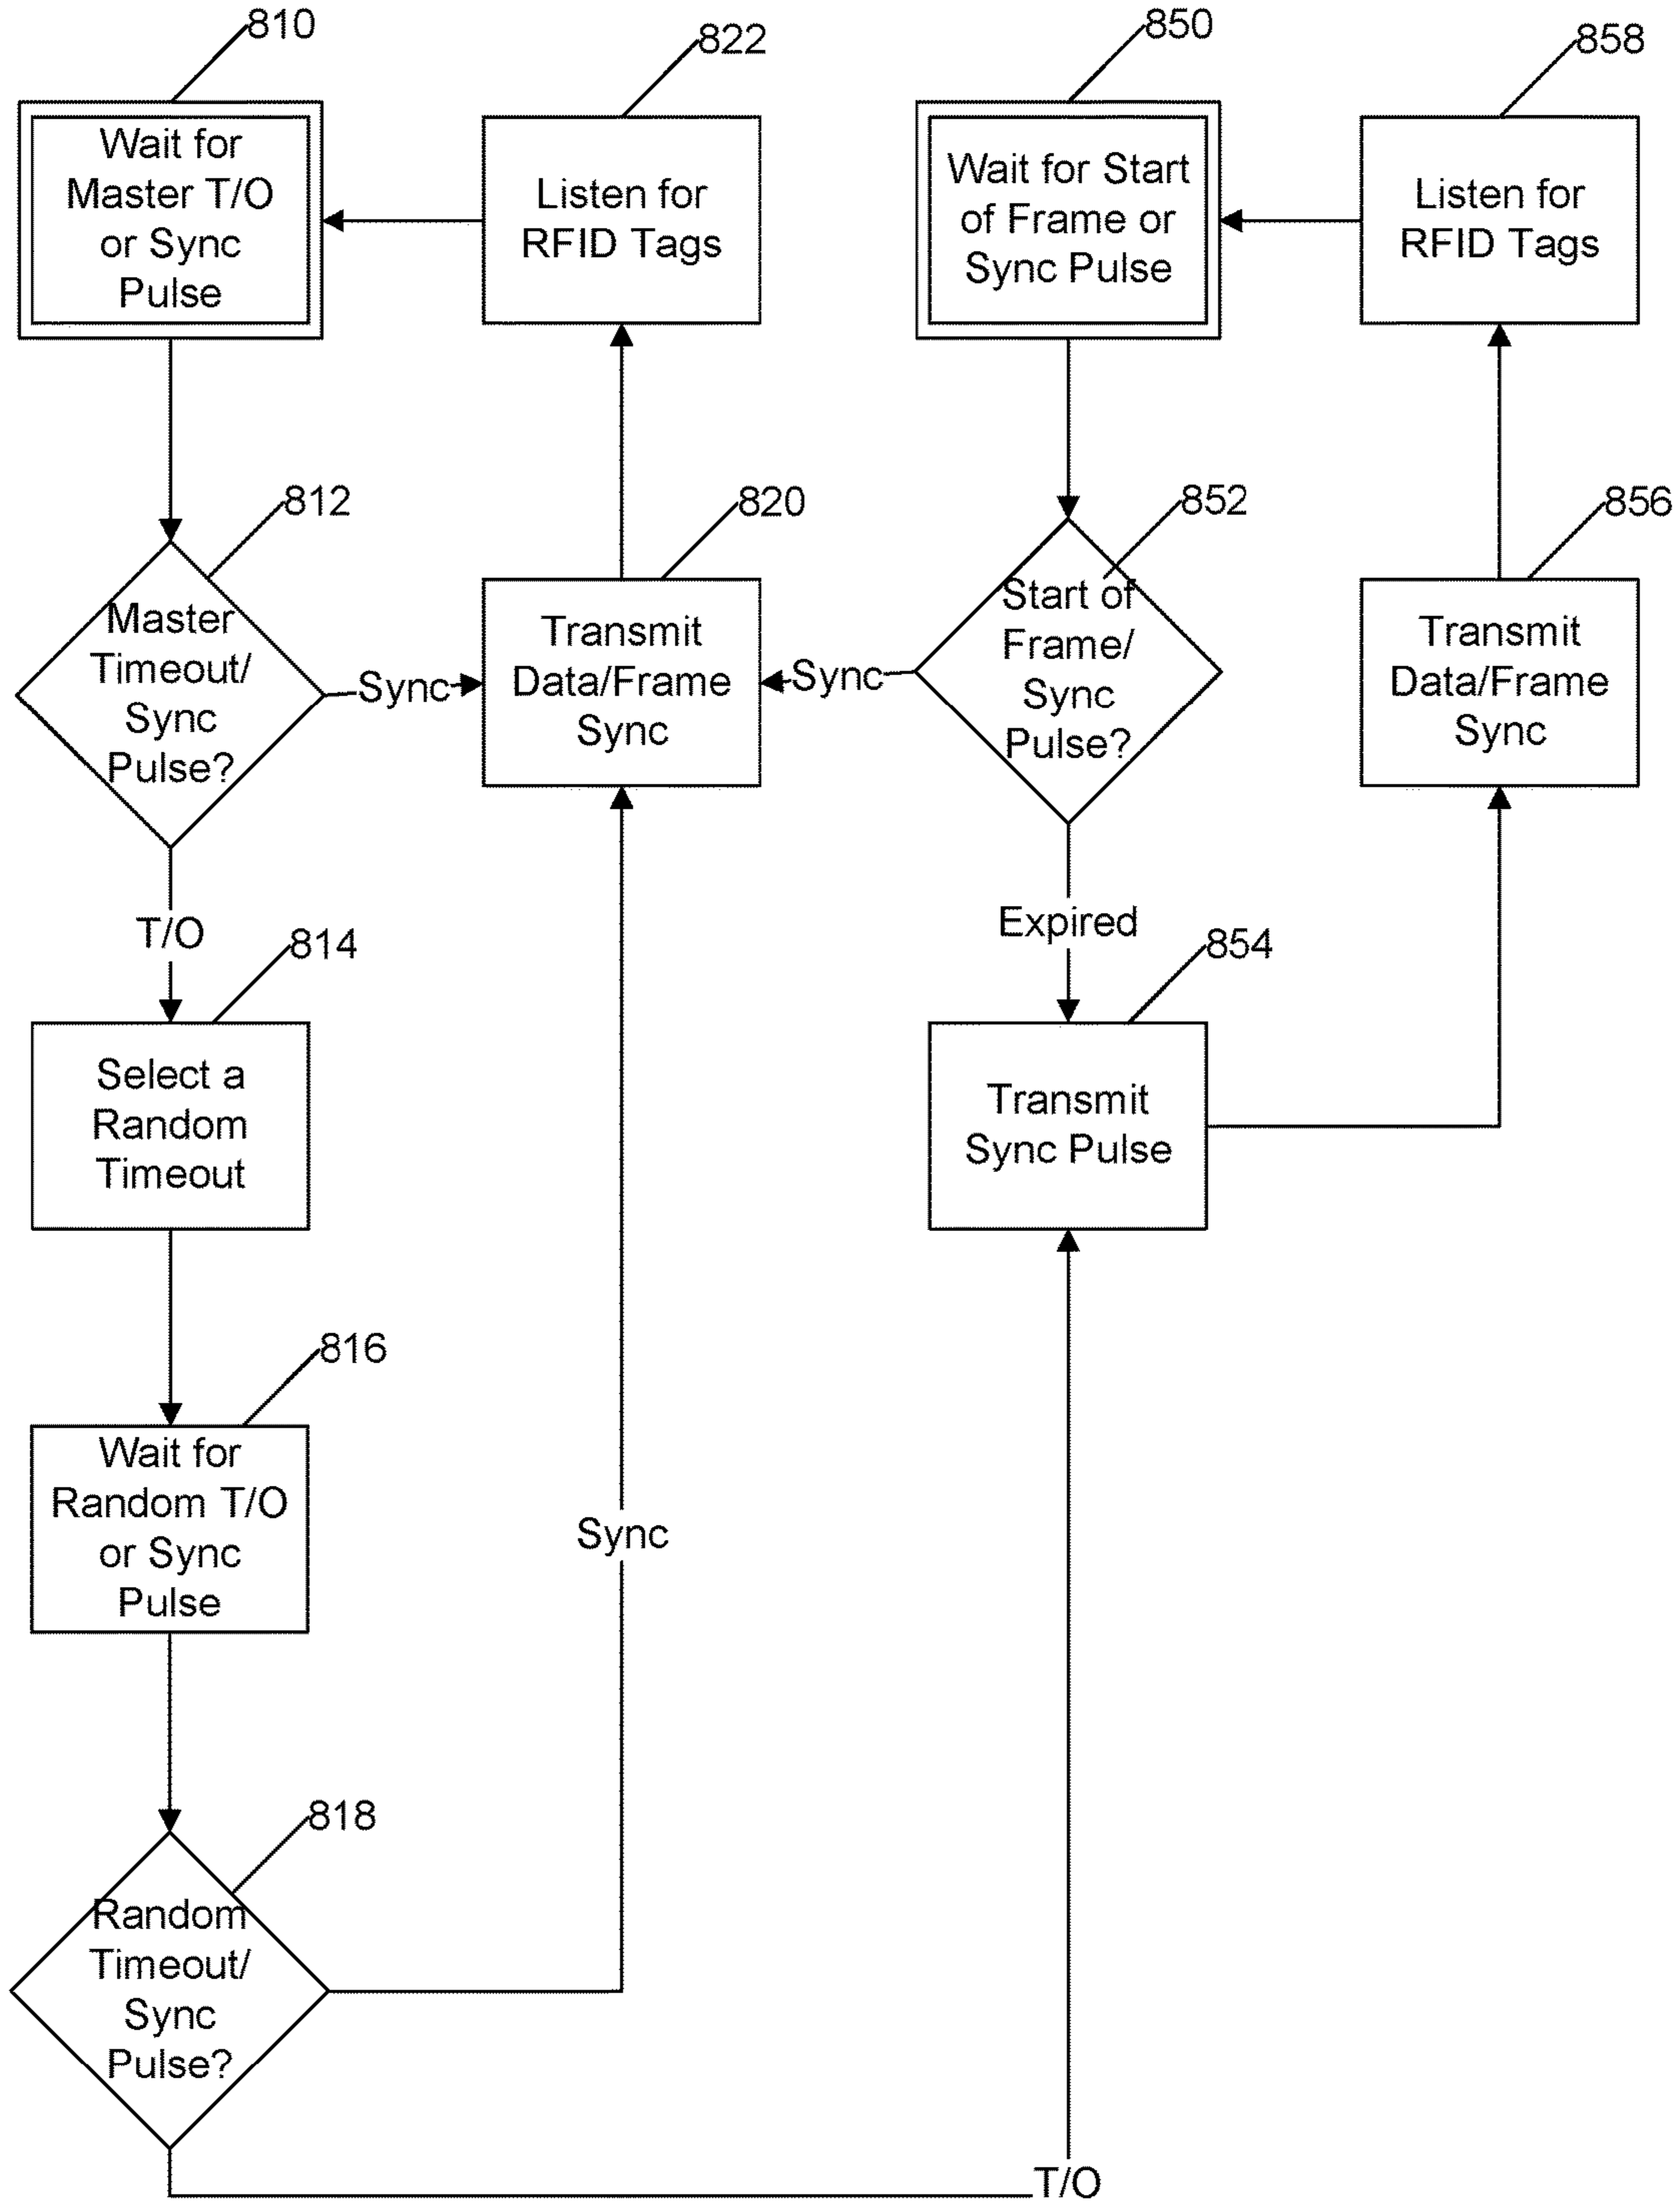 810
822
850
858
Wait for
Master T/O
or Sync
Pulse
Listen for
RFID Tags
Wait for Start
of Frame or
Sync Pulse
Listen for
RFID Tags
812
820
852
856
Master
Timeout/
Sync
Pulse?
Sync
Transmit
Data/Frame
Sync
Sync
Start of
Frame/
Sync
Pulse?
Transmit
Data/Frame
Sync
T/O
Expired
814
854
Select a
Random
Timeout
Transmit
Sync Pulse
816
Wait for
Random T/O
or Sync
Pulse
Sync
818
Random
Timeout/
Sync
Pulse?
T/O